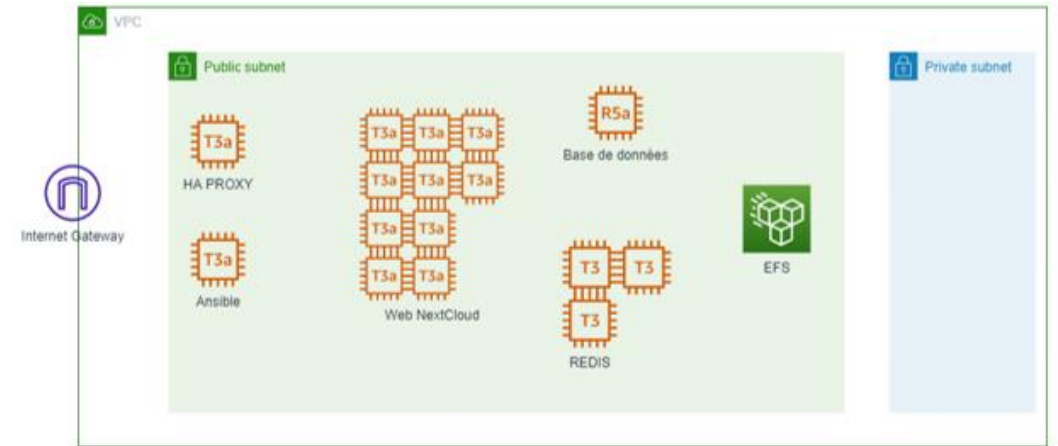 VPC
Public subnet
Private subnet
R5a
T3a
T3a T3a T3a
Base de données
HA PROXY
T3a T3a T3a
Internet Gateway
T3a T3a
T3a
T3 T3
EFS
Ansible
T3a T3a
Web NextCloud
T3
REDIS